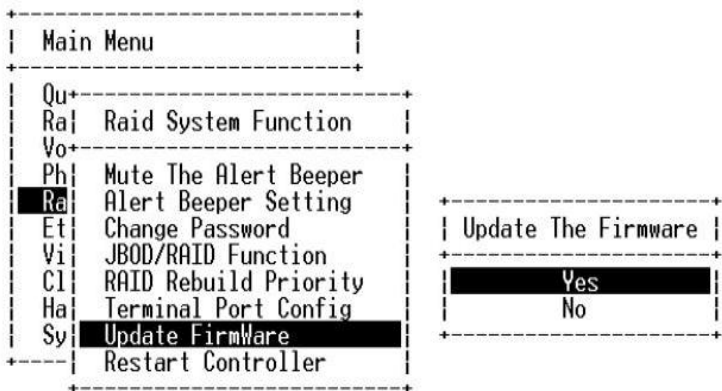 Main Menu
Qu
Ra
Vo
Ph
Ra
Et
Vi
Cl
Ha
Sy
Raid System Function
Mute The Alert Beeper
Alert Beeper Setting
Change Password
JBOD/RAID Function
RAID Rebuild Priority
Terminal Port Config
Update FirmWare
Restart Controller
Update The Firmware
Yes
No